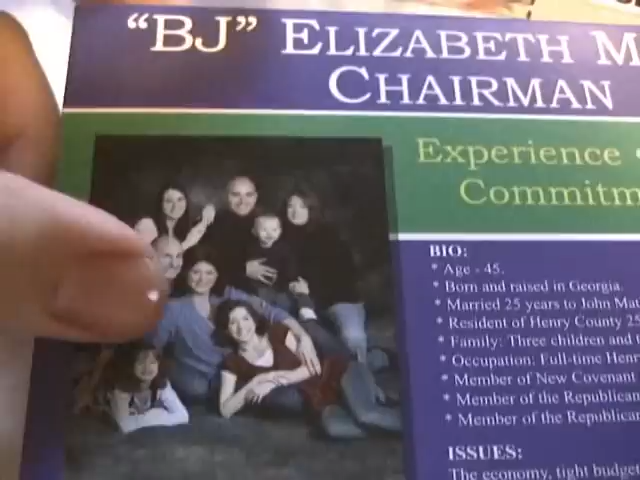 "BJ" ELIZABETH M
CHAIRMAN
Experience •
Commitm
BIO:
* Age - 45.
* Born and raised in Georgia.
* Married 25 years to John Ma
* Resident of Henry County 25
* Family: Three children and
* Occupation: Full-time Hen
* Member of New Covenant
* Member of the Republican
* Member of the Republica
ISSUES:
The economy, tight budget